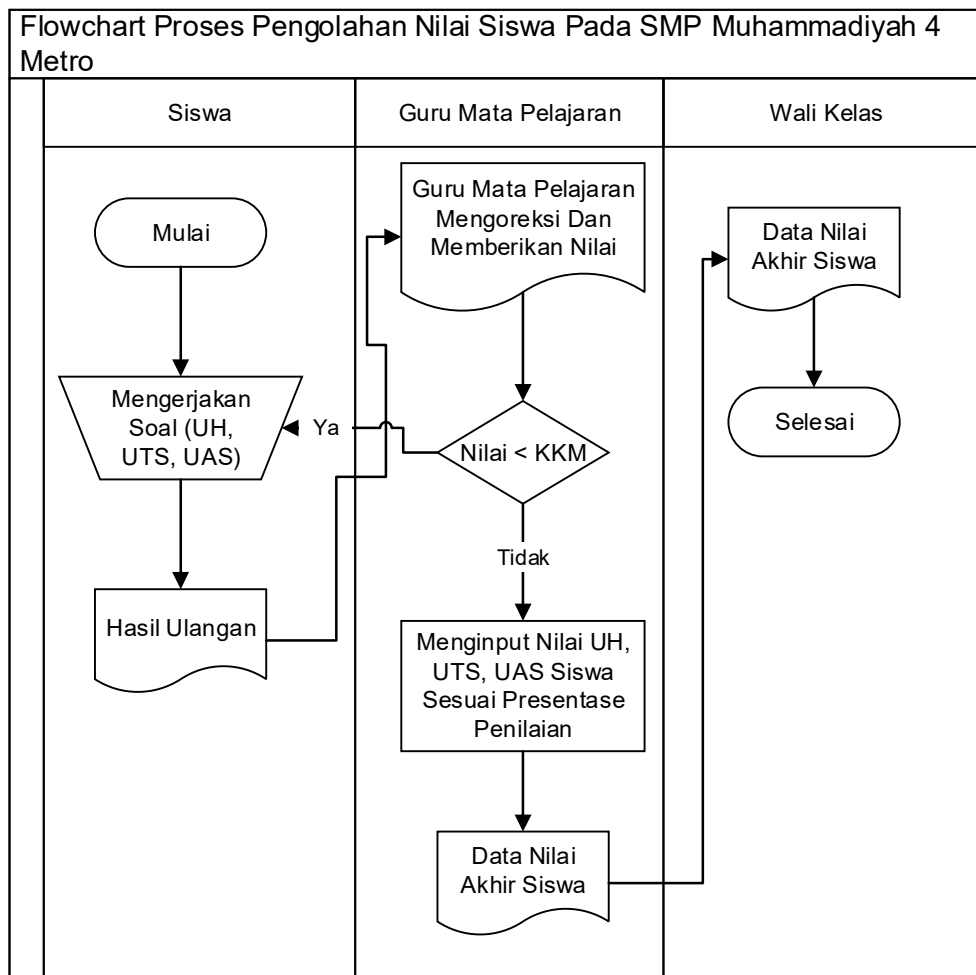 Flowchart Proses Pengolahan Nilai Siswa Pada SMP Muhammadiyah 4
Metro
Siswa
Guru Mata Pelajaran
Wali Kelas
Mulai
Mengerjakan
Soal (UH,
UTS, UAS)
Hasil Ulangan
Guru Mata Pelajaran
Mengoreksi Dan
Memberikan Nilai
Nilai < KKM
Ya
Tidak
Menginput Nilai UH,
UTS, UAS Siswa
Sesuai Presentase
Penilaian
Data Nilai
Akhir Siswa
Data Nilai
Akhir Siswa
Selesai